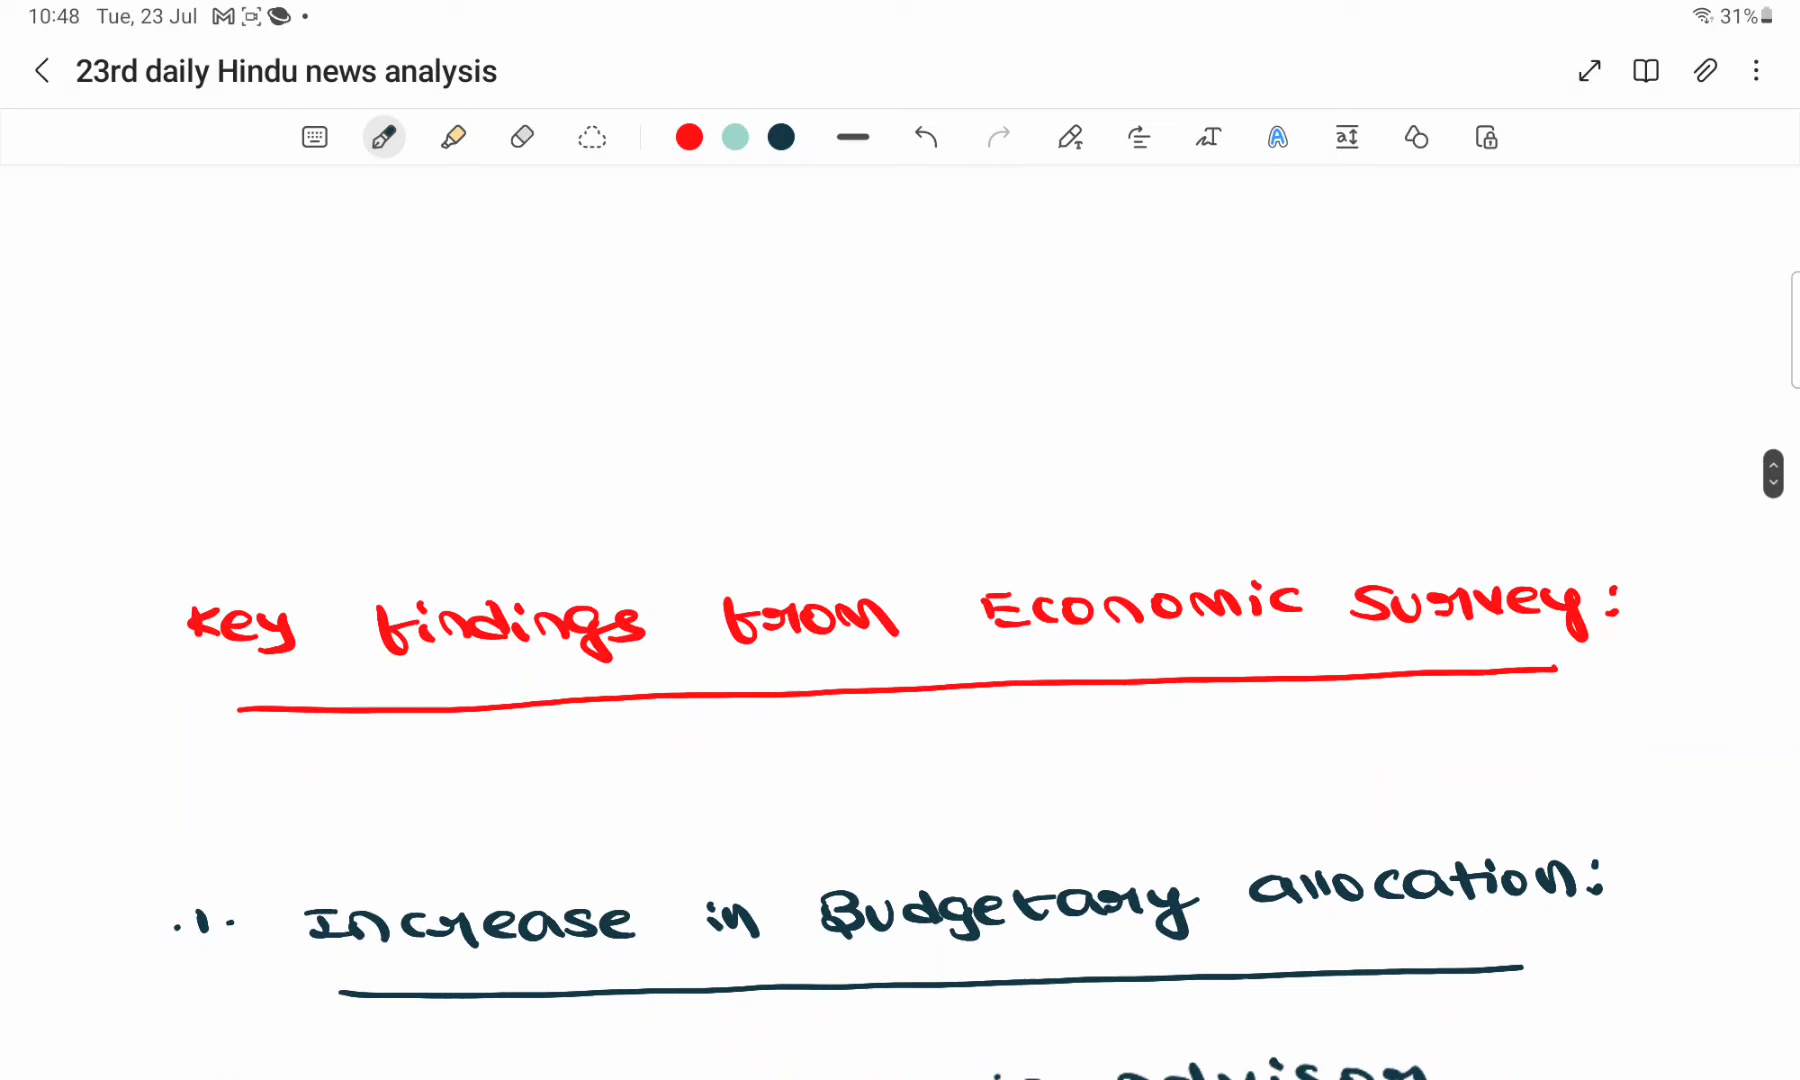 10:48 Tue, 23 Jul 31%
23rd daily Hindu news analysis
Key findings from Economic survey:
.1. Increase in Budgetary allocation:
advisor